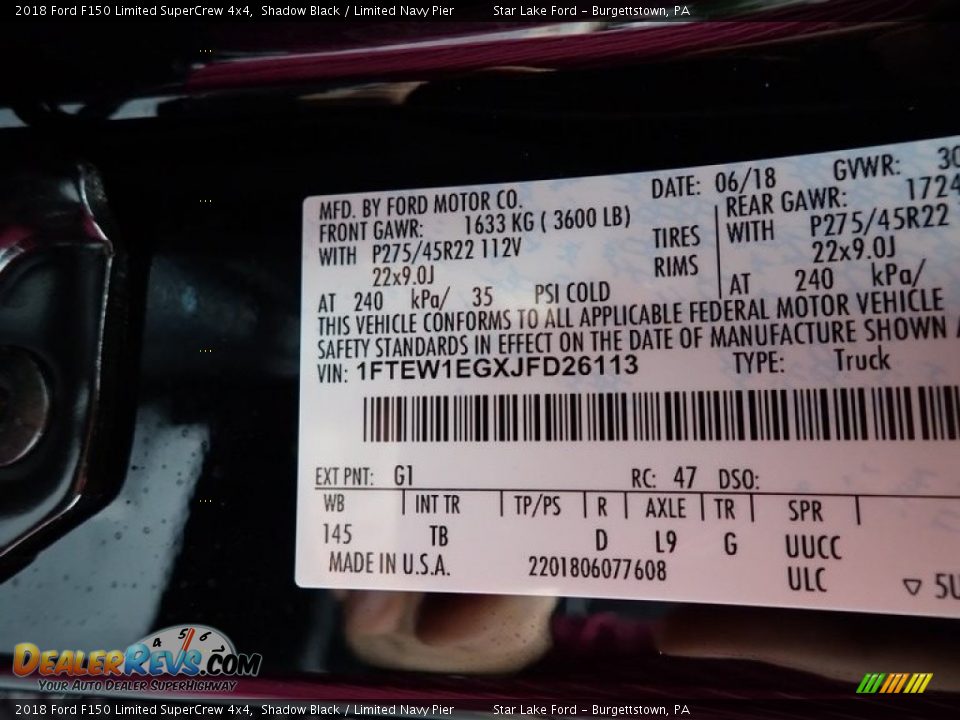 2018 Ford F150 Limited SuperCrew 4x4, Shadow Black / Limited Navy Pier Star Lake Ford - Burgettstown, PA
MFD. BY FORD MOTOR CO. DATE: 06/18 GVWR: 30
FRONT GAWR: 1633 KG ( 3600 LB) REAR GAWR: 1724
WITH P275/45R22 112V TIRES WITH P275/45R22
22x9.0J RIMS 22x9.0J
AT 240 kPa/ 35 PSI COLD AT 240 kPa/
THIS VEHICLE CONFORMS TO ALL APPLICABLE FEDERAL MOTOR VEHICLE
SAFETY STANDARDS IN EFFECT ON THE DATE OF MANUFACTURE SHOWN
VIN: 1FTEW1EGXJFD26113 TYPE: Truck
EXT PNT: G1 RC: 47 DSO:
WB INT TR TP/PS R AXLE TR SPR
145 TB D L9 G UUCC
MADE IN U.S.A. 2201806077608 ULC 5U
4 5 6
DEALERREVS.COM
YOUR AUTO DEALER SUPERHIGHWAY
2018 Ford F150 Limited SuperCrew 4x4, Shadow Black / Limited Navy Pier Star Lake Ford - Burgettstown, PA